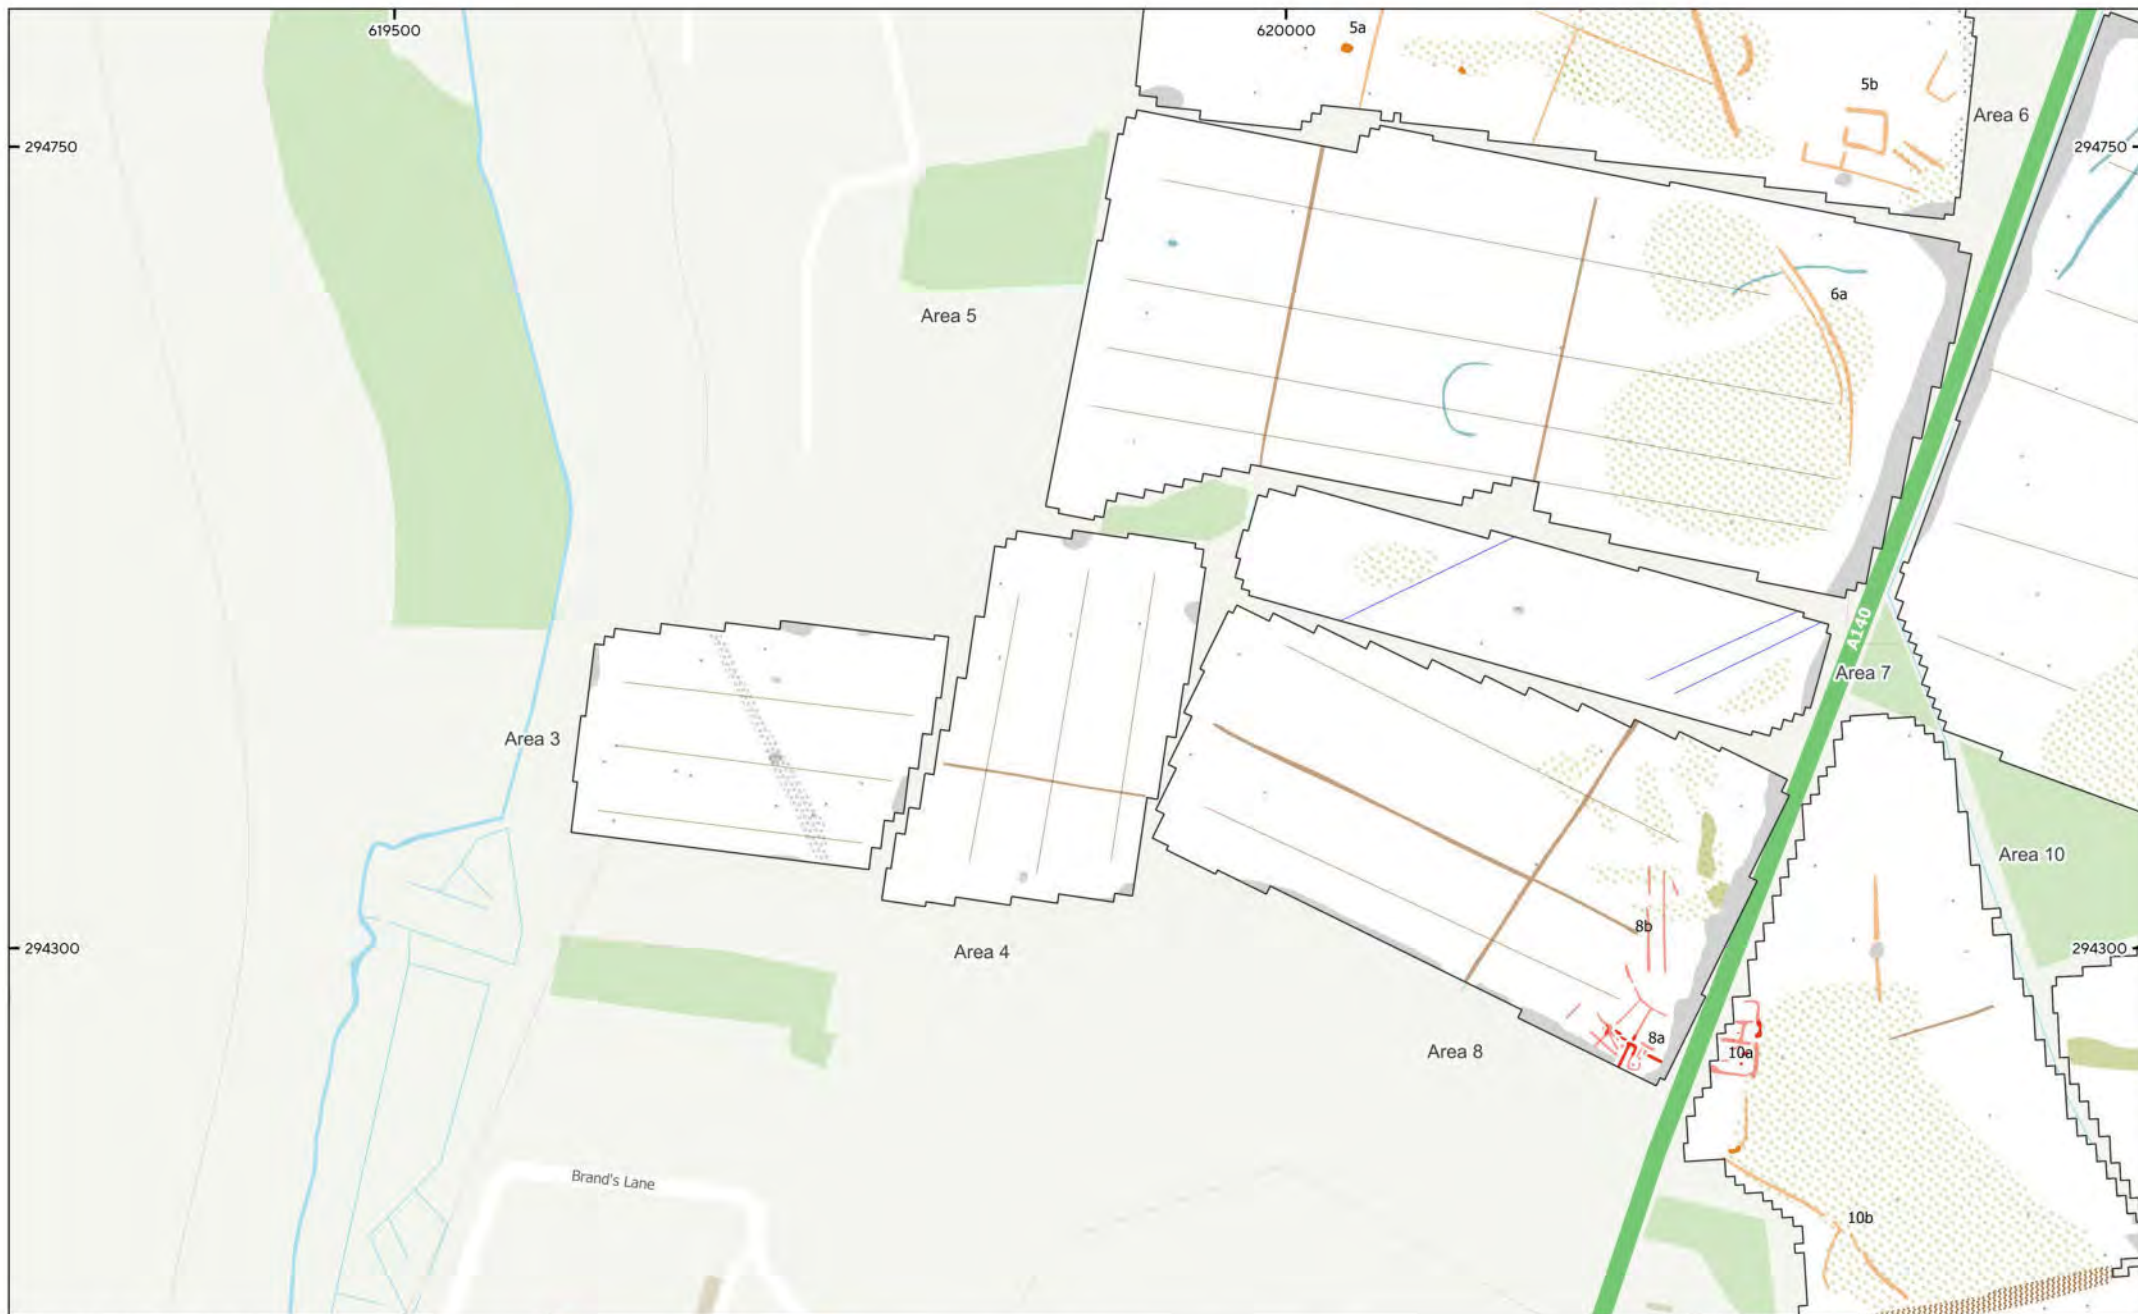 619500
620000
5a
5b
Area 6
294750
294750
6a
Area 5
A140
Area 7
Area 3
Area 10
8b
294300
Area 4
294300
8a
Area 8
10a
Brand's Lane
10b